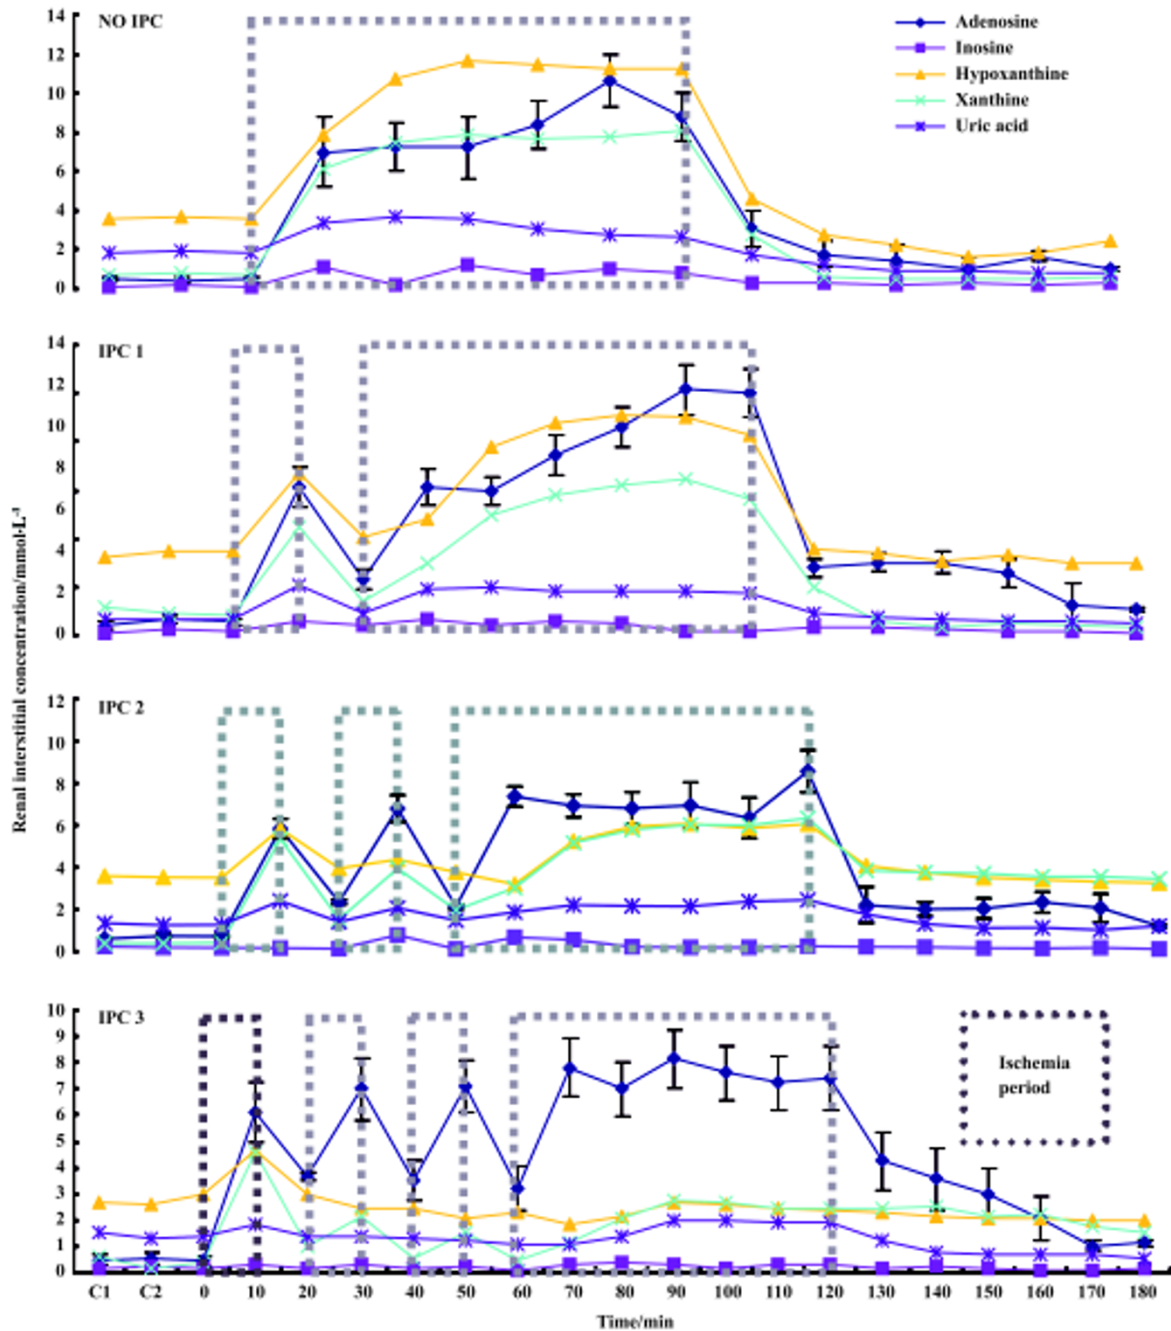 14
NO IPC
12
10
8
6
4
2
0
Adenosine
Inosine
Hypoxanthine
Xanthine
Uric acid
14
IPC 1
12
10
8
6
4
2
0
Renal interstitial concentration/mmol·L⁻¹
12
IPC 2
10
8
6
4
2
0
10
IPC 3
9
8
7
6
5
4
3
2
1
0
Ischemia
period
C1 C2 0 10 20 30 40 50 60 70 80 90 100 110 120 130 140 150 160 170 180
Time/min